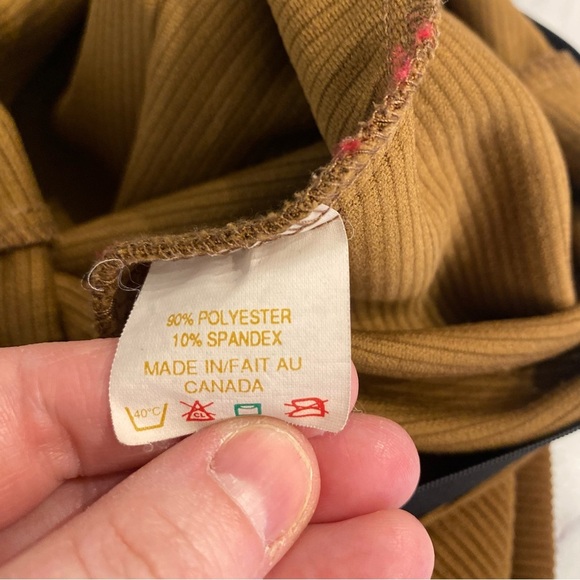 90% POLYESTER
10% SPANDEX
MADE IN/FAIT AU
CANADA
40°C CL